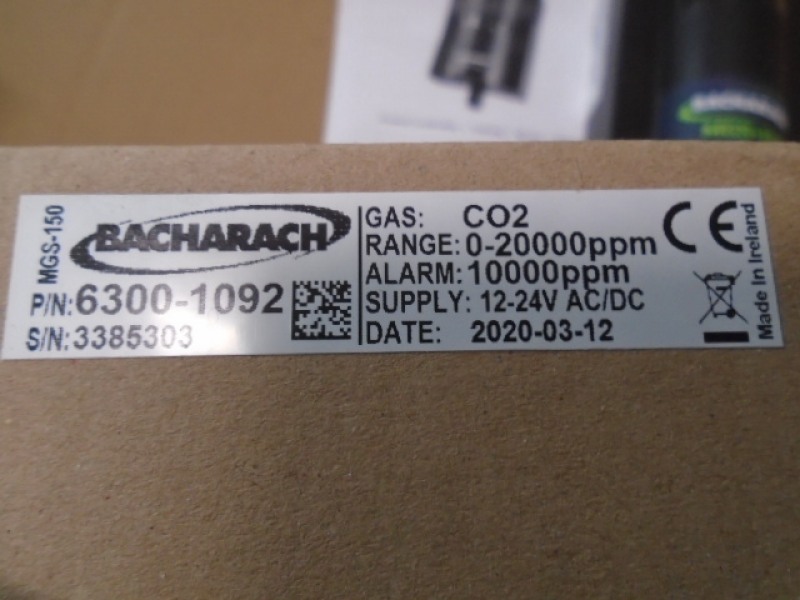 BACHARACH
MGS-150
BACHARACH
P/N: 6300-1092
S/N: 3385303
GAS: CO2
RANGE: 0-20000ppm
ALARM: 10000ppm
SUPPLY: 12-24V AC/DC
DATE: 2020-03-12
CE
Made In Ireland